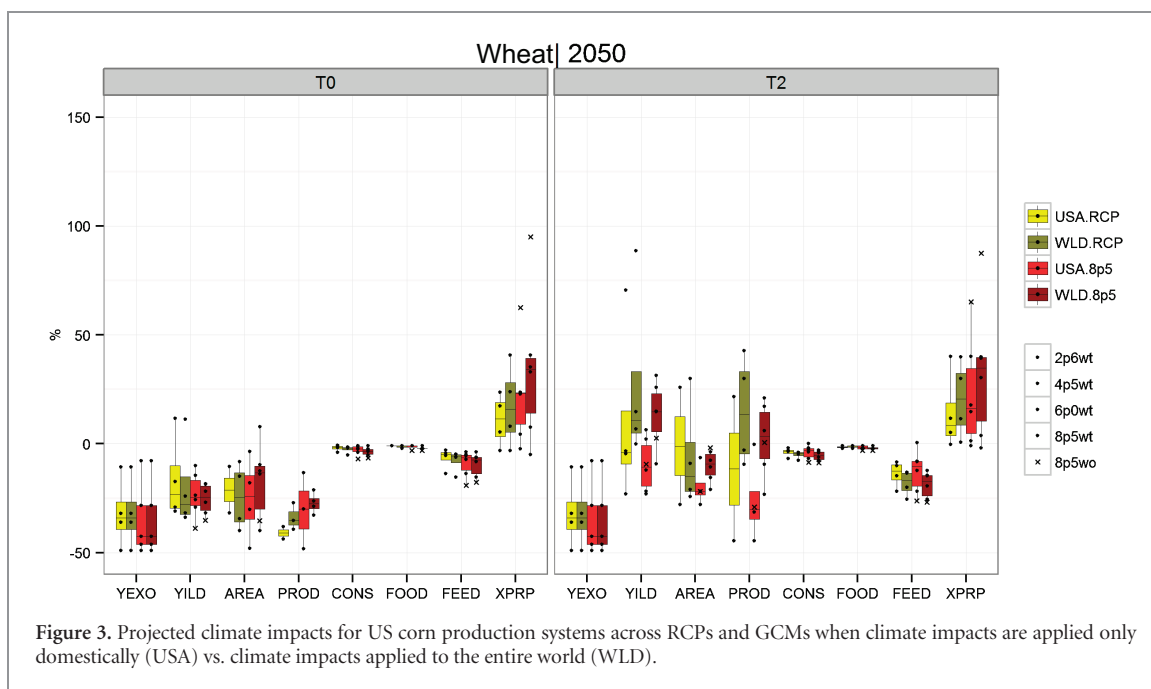 Wheat| 2050
T0
T2
150
100
50
0
-50
%
YEXO YILD AREA PROD CONS FOOD FEED XPRP
YEXO YILD AREA PROD CONS FOOD FEED XPRP
USA.RCP
WLD.RCP
USA.8p5
WLD.8p5
2p6wt
4p5wt
6p0wt
8p5wt
8p5wo
Figure 3. Projected climate impacts for US corn production systems across RCPs and GCMs when climate impacts are applied only
domestically (USA) vs. climate impacts applied to the entire world (WLD).